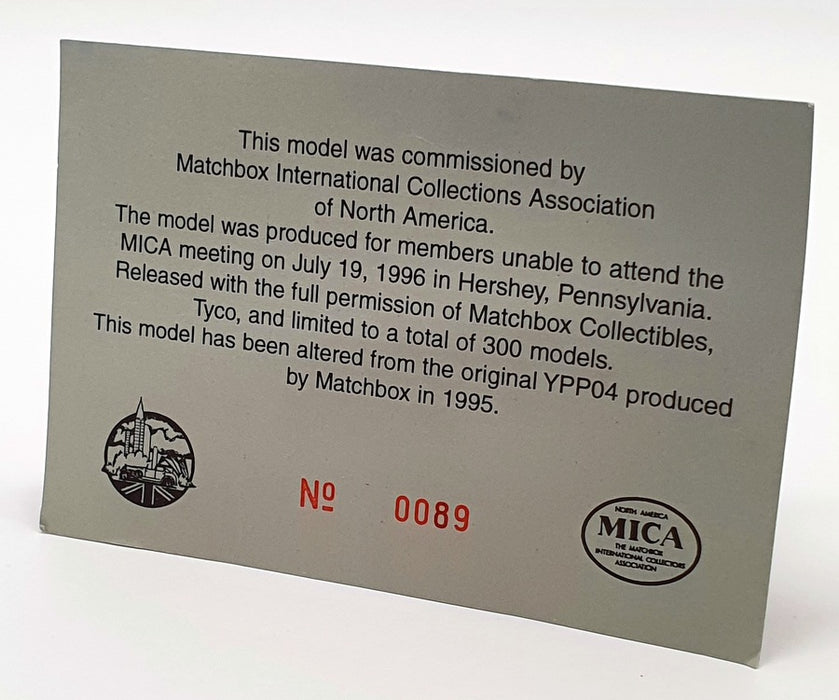 This model was commissioned by
Matchbox International Collections Association
of North America.
The model was produced for members unable to attend the
MICA meeting on July 19, 1996 in Hershey, Pennsylvania.
Released with the full permission of Matchbox Collectibles,
Tyco, and limited to a total of 300 models.
This model has been altered from the original YPP04 produced
by Matchbox in 1995.
Nº 0089
NORTH AMERICA
MICA
THE MATCHBOX
INTERNATIONAL COLLECTORS
ASSOCIATION